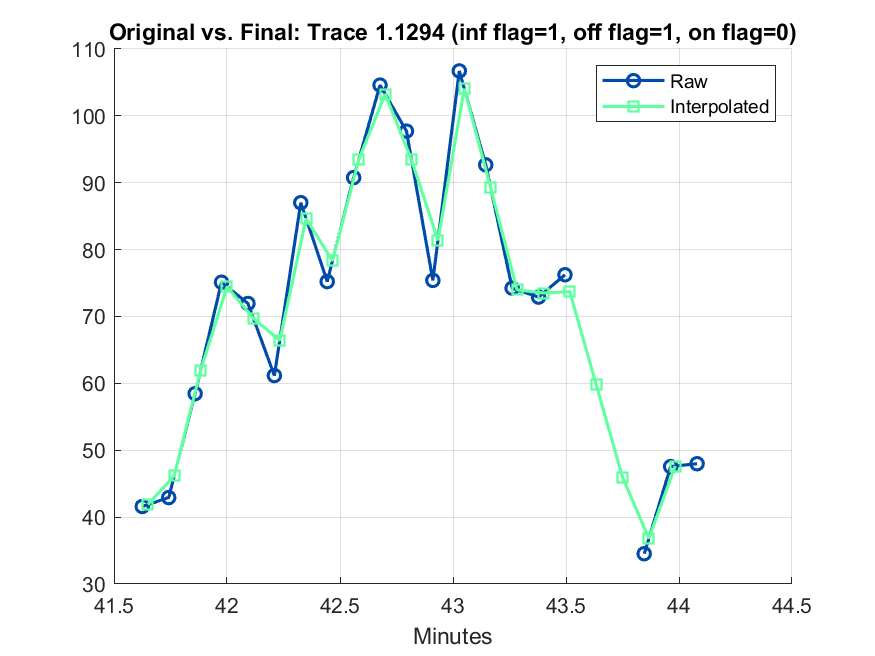 Original vs. Final: Trace 1.1294 (inf flag=1, off flag=1, on flag=0)
110
100
90
80
70
60
50
40
30
Raw
Interpolated
41.5 42 42.5 43 43.5 44 44.5
Minutes